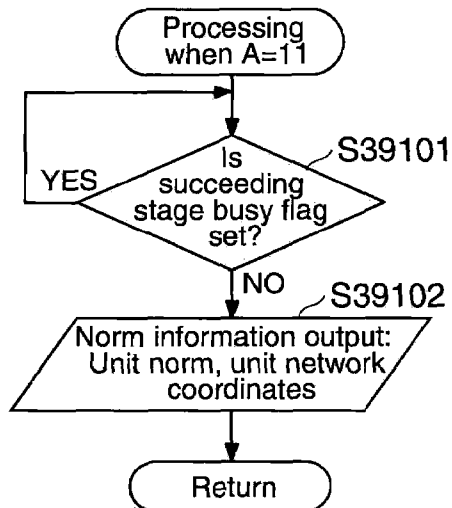 Processing
when A=11
S39101
Is
succeeding
stage busy flag
set?
YES
NO
S39102
Norm information output:
Unit norm, unit network
coordinates
Return